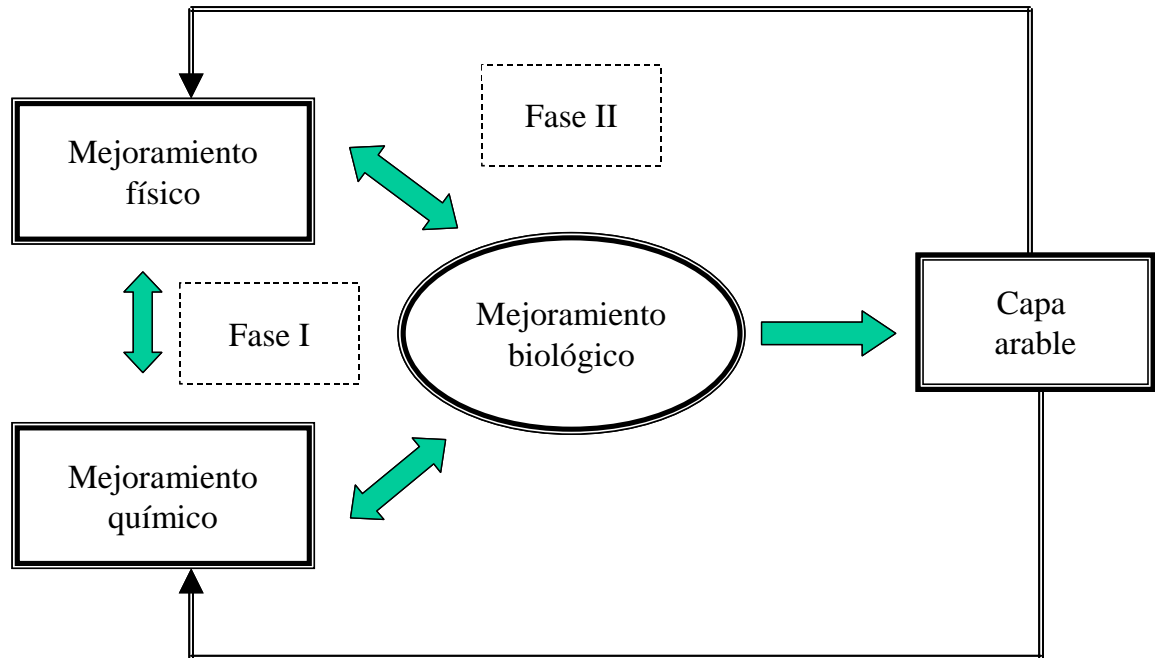 Fase II
Mejoramiento
físico
Fase I
Mejoramiento
biológico
Capa
arable
Mejoramiento
químico